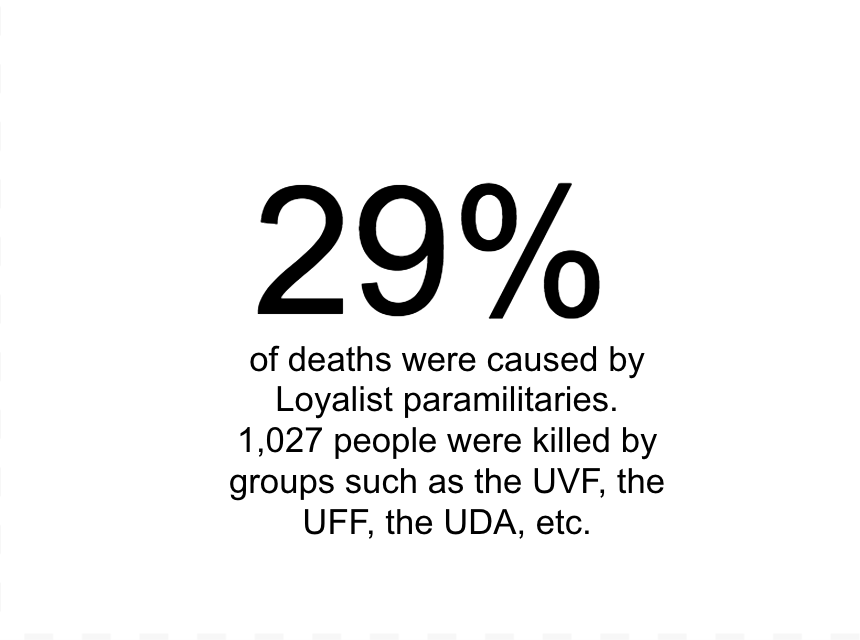 29%
of deaths were caused by
Loyalist paramilitaries.
1,027 people were killed by
groups such as the UVF, the
UFF, the UDA, etc.